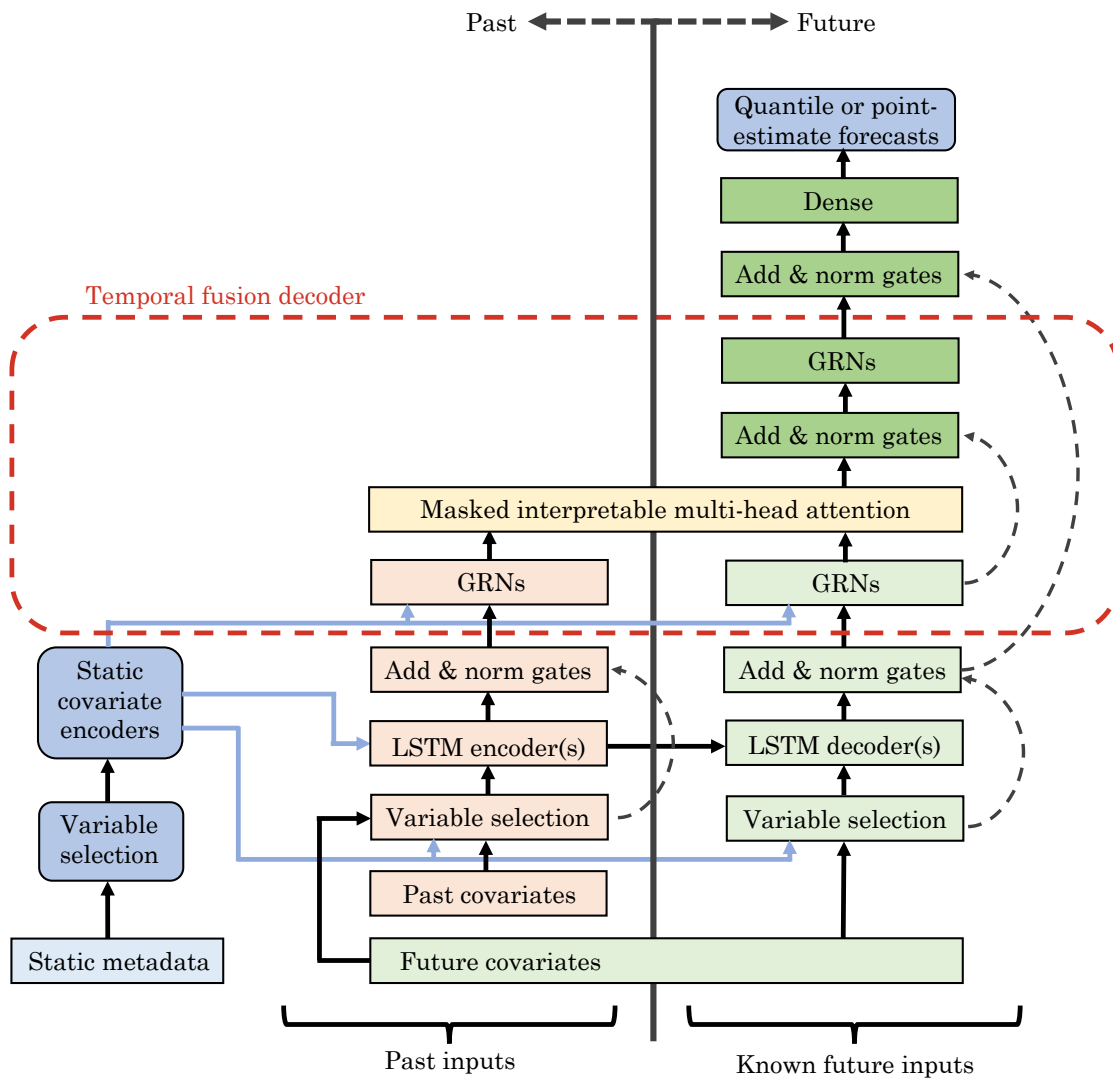 Past
Future
Quantile or point-
estimate forecasts
Dense
Add & norm gates
Temporal fusion decoder
GRNs
Add & norm gates
Masked interpretable multi-head attention
GRNs
GRNs
Static
covariate
encoders
Add & norm gates
Add & norm gates
LSTM encoder(s)
LSTM decoder(s)
Variable
selection
Variable selection
Variable selection
Past covariates
Static metadata
Future covariates
Past inputs
Known future inputs